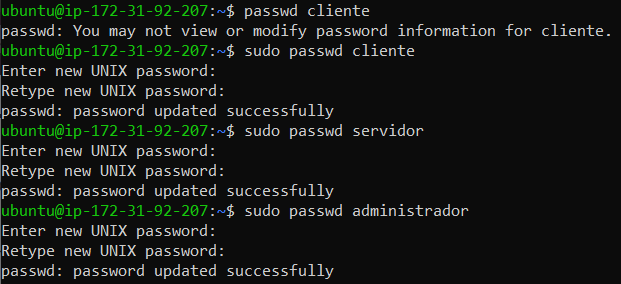 ubuntu@ip-172-31-92-207:~$ passwd cliente
passwd: You may not view or modify password information for cliente.
ubuntu@ip-172-31-92-207:~$ sudo passwd cliente
Enter new UNIX password:
Retype new UNIX password:
passwd: password updated successfully
ubuntu@ip-172-31-92-207:~$ sudo passwd servidor
Enter new UNIX password:
Retype new UNIX password:
passwd: password updated successfully
ubuntu@ip-172-31-92-207:~$ sudo passwd administrador
Enter new UNIX password:
Retype new UNIX password:
passwd: password updated successfully